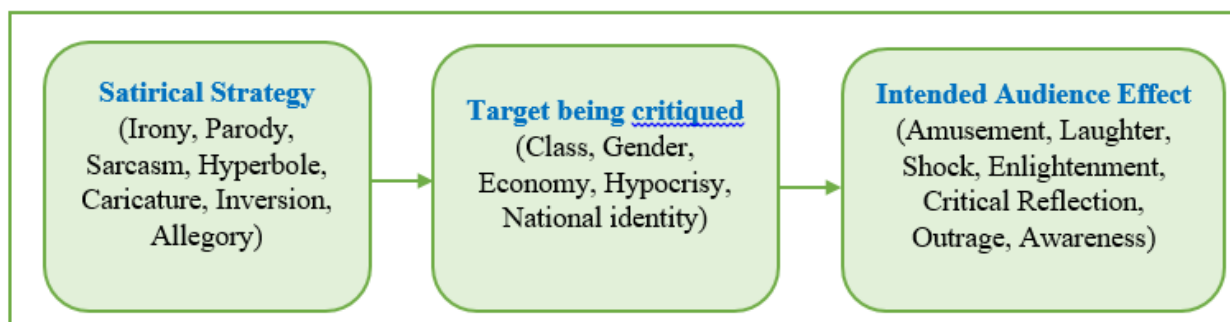 Satirical Strategy
(Irony, Parody,
Sarcasm, Hyperbole,
Caricature, Inversion,
Allegory)
Target being critiqued
(Class, Gender,
Economy, Hypocrisy,
National identity)
Intended Audience Effect
(Amusement, Laughter,
Shock, Enlightenment,
Critical Reflection,
Outrage, Awareness)